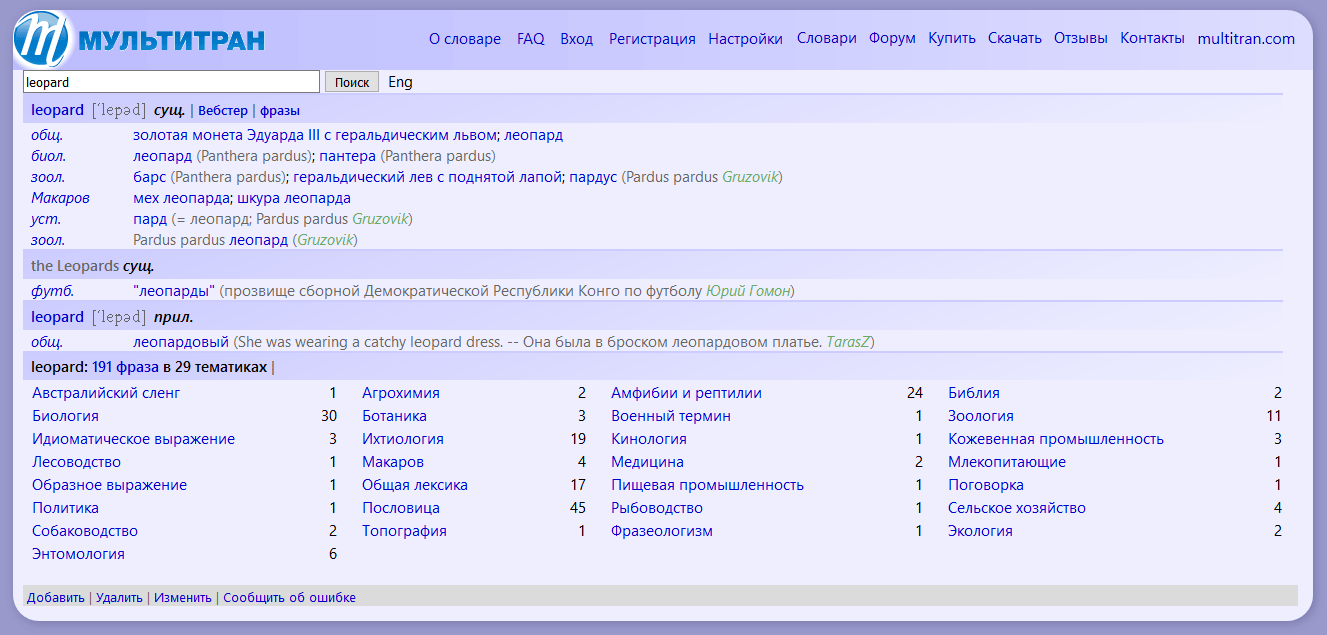 m МУЛЬТИТРАН
О словаре FAQ Вход Регистрация Настройки Словари Форум Купить Скачать Отзывы Контакты multitran.com
leopard Поиск Eng
leopard [ˈlepəd] сущ. | Вебстер | фразы
общ. золотая монета Эдуарда III с геральдическим львом; леопард
биол. леопард (Panthera pardus); пантера (Panthera pardus)
зоол. барс (Panthera pardus); геральдический лев с поднятой лапой; пардус (Pardus pardus Gruzovik)
Макаров мех леопарда; шкура леопарда
уст. пард (= леопард; Pardus pardus Gruzovik)
зоол. Pardus pardus леопард (Gruzovik)
the Leopards сущ.
футб. "леопарды" (прозвище сборной Демократической Республики Конго по футболу Юрий Гомон)
leopard [ˈlepəd] прил.
общ. леопардовый (She was wearing a catchy leopard dress. -- Она была в броском леопардовом платье. TarasZ)
leopard: 191 фраза в 29 тематиках |
Австралийский сленг 1 Агрохимия 2 Амфибии и рептилии 24 Библия 2
Биология 30 Ботаника 3 Военный термин 1 Зоология 11
Идиоматическое выражение 3 Ихтиология 19 Кинология 1 Кожевенная промышленность 3
Лесоводство 1 Макаров 4 Медицина 2 Млекопитающие 1
Образное выражение 1 Общая лексика 17 Пищевая промышленность 1 Поговорка 1
Политика 1 Пословица 45 Рыбоводство 1 Сельское хозяйство 4
Собаководство 2 Топография 1 Фразеологизм 1 Экология 2
Энтомология 6
Добавить | Удалить | Изменить | Сообщить об ошибке